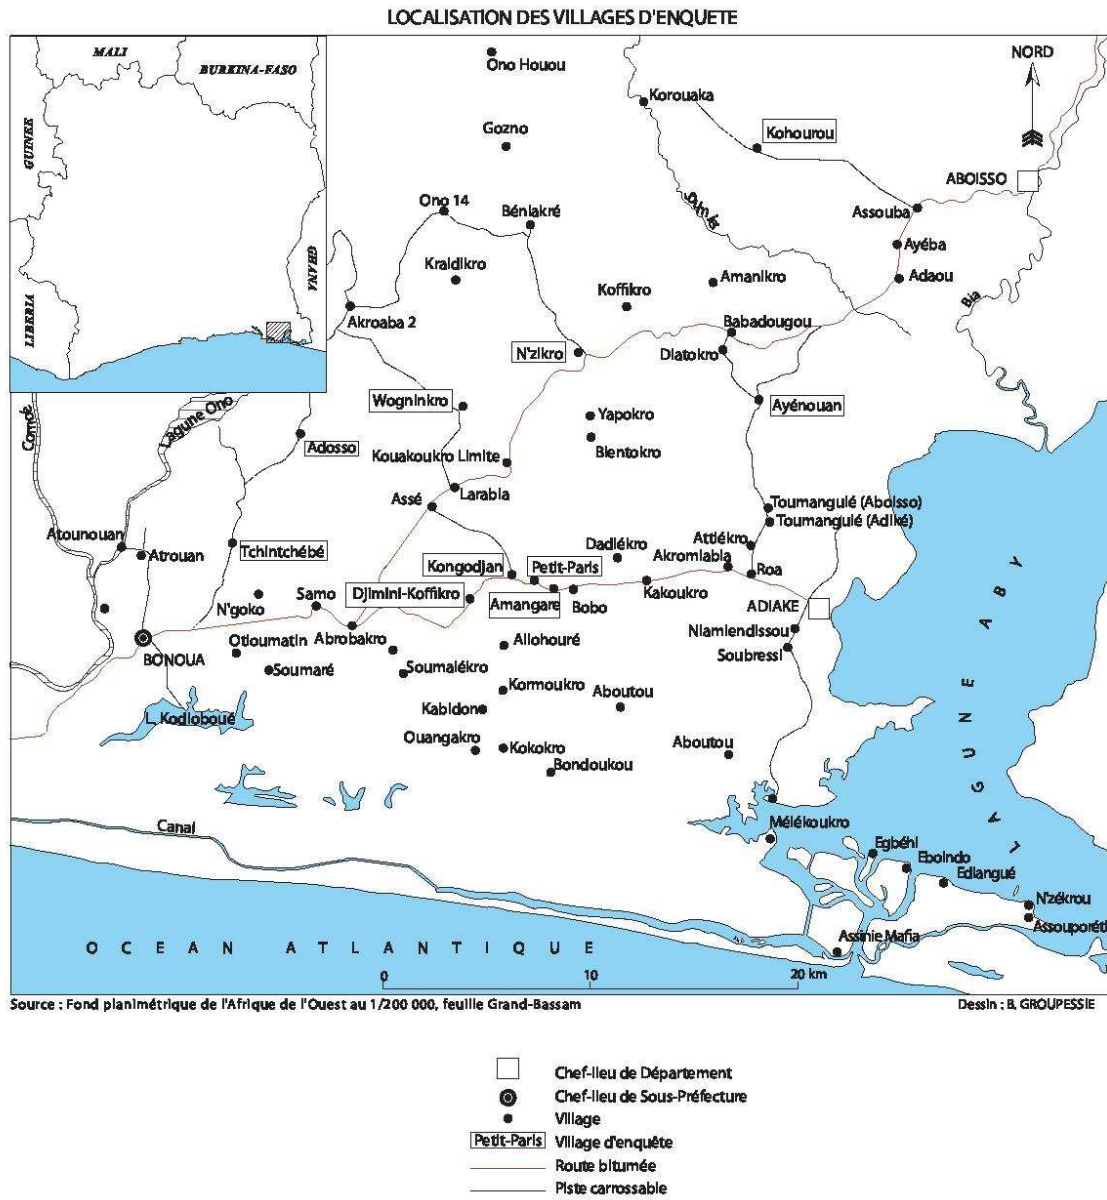 LOCALISATION DES VILLAGES D'ENQUETE
MALI
BURKINA-FASO
GUINEE
LIBERIA
GHANA
NORD
Ono Houou
Korouaka
Gozno
Kohourou
ABOISSO
Ono 14
Béniakré
Assouba
Ayéba
Kraidikro
Amanikro
Adaou
Koffikro
Bia
Akroaba 2
Babadougou
N'zikro
Diatokro
Comoé
Lagune Ono
Wogninkro
Yapokro
Ayénouan
Adosso
Bientokro
Kouakoukro Limite
Larabia
Assé
Toumangulé (Aboisso)
Toumangulé (Adiké)
Atounouan
Atrouan
Tchintchébé
Dadiékro
Attiékro
Akromiabla
Kongodjan
Petit-Paris
Roa
N'goko
Samo
Djimini-Koffikro
Amangare
Bobo
Kakoukro
ADIAKE
BONOUA
Otioumatin
Abrobakro
Allohouré
Niamiendissou
Soumaré
Soumalékro
Soubressi
Kormoukro
Aboutou
L. Kodioboué
Kabidon
Ouangakro
Kokokro
Aboutou
Bondoukou
LAGUNE ABY
Canal
Mélékoukro
Egbéhi
Eboindo
Ediangué
N'zékrou
Assouporéti
Assinie Mafia
OCEAN ATLANTIQUE
0 10 20 km
Source : Fond planimétrique de l'Afrique de l'Ouest au 1/200 000, feuille Grand-Bassam
Dessin : B. GROUPESSIE
Chef-lieu de Département
Chef-lieu de Sous-Préfecture
Village
Petit-Paris Village d'enquête
Route bitumée
Piste carrossable